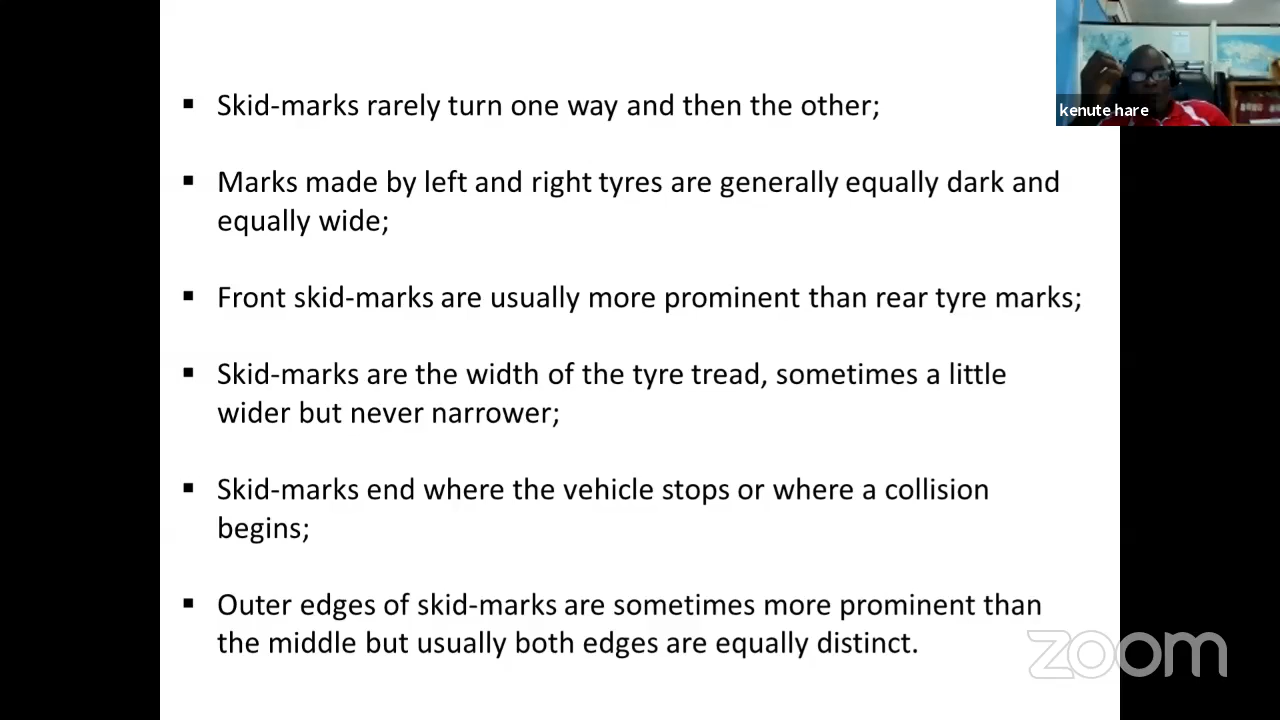 ▪ Skid-marks rarely turn one way and then the other;
▪ Marks made by left and right tyres are generally equally dark and
equally wide;
▪ Front skid-marks are usually more prominent than rear tyre marks;
▪ Skid-marks are the width of the tyre tread, sometimes a little
wider but never narrower;
▪ Skid-marks end where the vehicle stops or where a collision
begins;
▪ Outer edges of skid-marks are sometimes more prominent than
the middle but usually both edges are equally distinct.
kenute hare
zoom